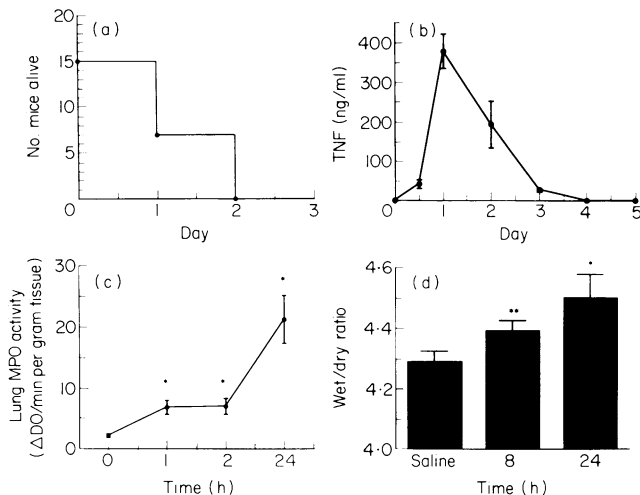 (a)
No. mice alive
20
15
10
5
0
0 1 2 3
Day
(b)
TNF (ng/ml)
400
300
200
100
0
0 1 2 3 4 5
Day
(c)
Lung MPO activity
(ΔDO/min per gram tissue)
30
20
10
0
0 1 2 24
Time (h)
(d)
Wet/dry ratio
4·6
4·4
4·2
4·0
Saline 8 24
Time (h)